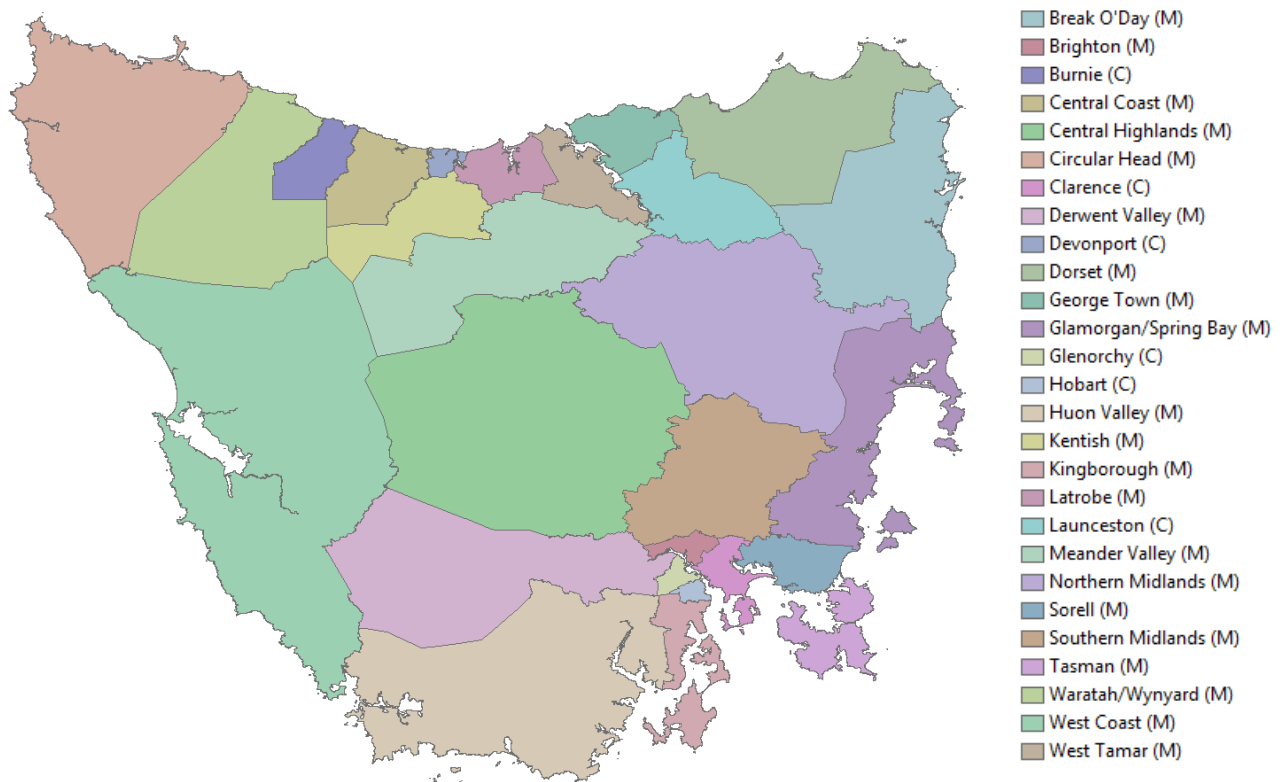 Break O'Day (M)
Brighton (M)
Burnie (C)
Central Coast (M)
Central Highlands (M)
Circular Head (M)
Clarence (C)
Derwent Valley (M)
Devonport (C)
Dorset (M)
George Town (M)
Glamorgan/Spring Bay (M)
Glenorchy (C)
Hobart (C)
Huon Valley (M)
Kentish (M)
Kingborough (M)
Latrobe (M)
Launceston (C)
Meander Valley (M)
Northern Midlands (M)
Sorell (M)
Southern Midlands (M)
Tasman (M)
Waratah/Wynyard (M)
West Coast (M)
West Tamar (M)